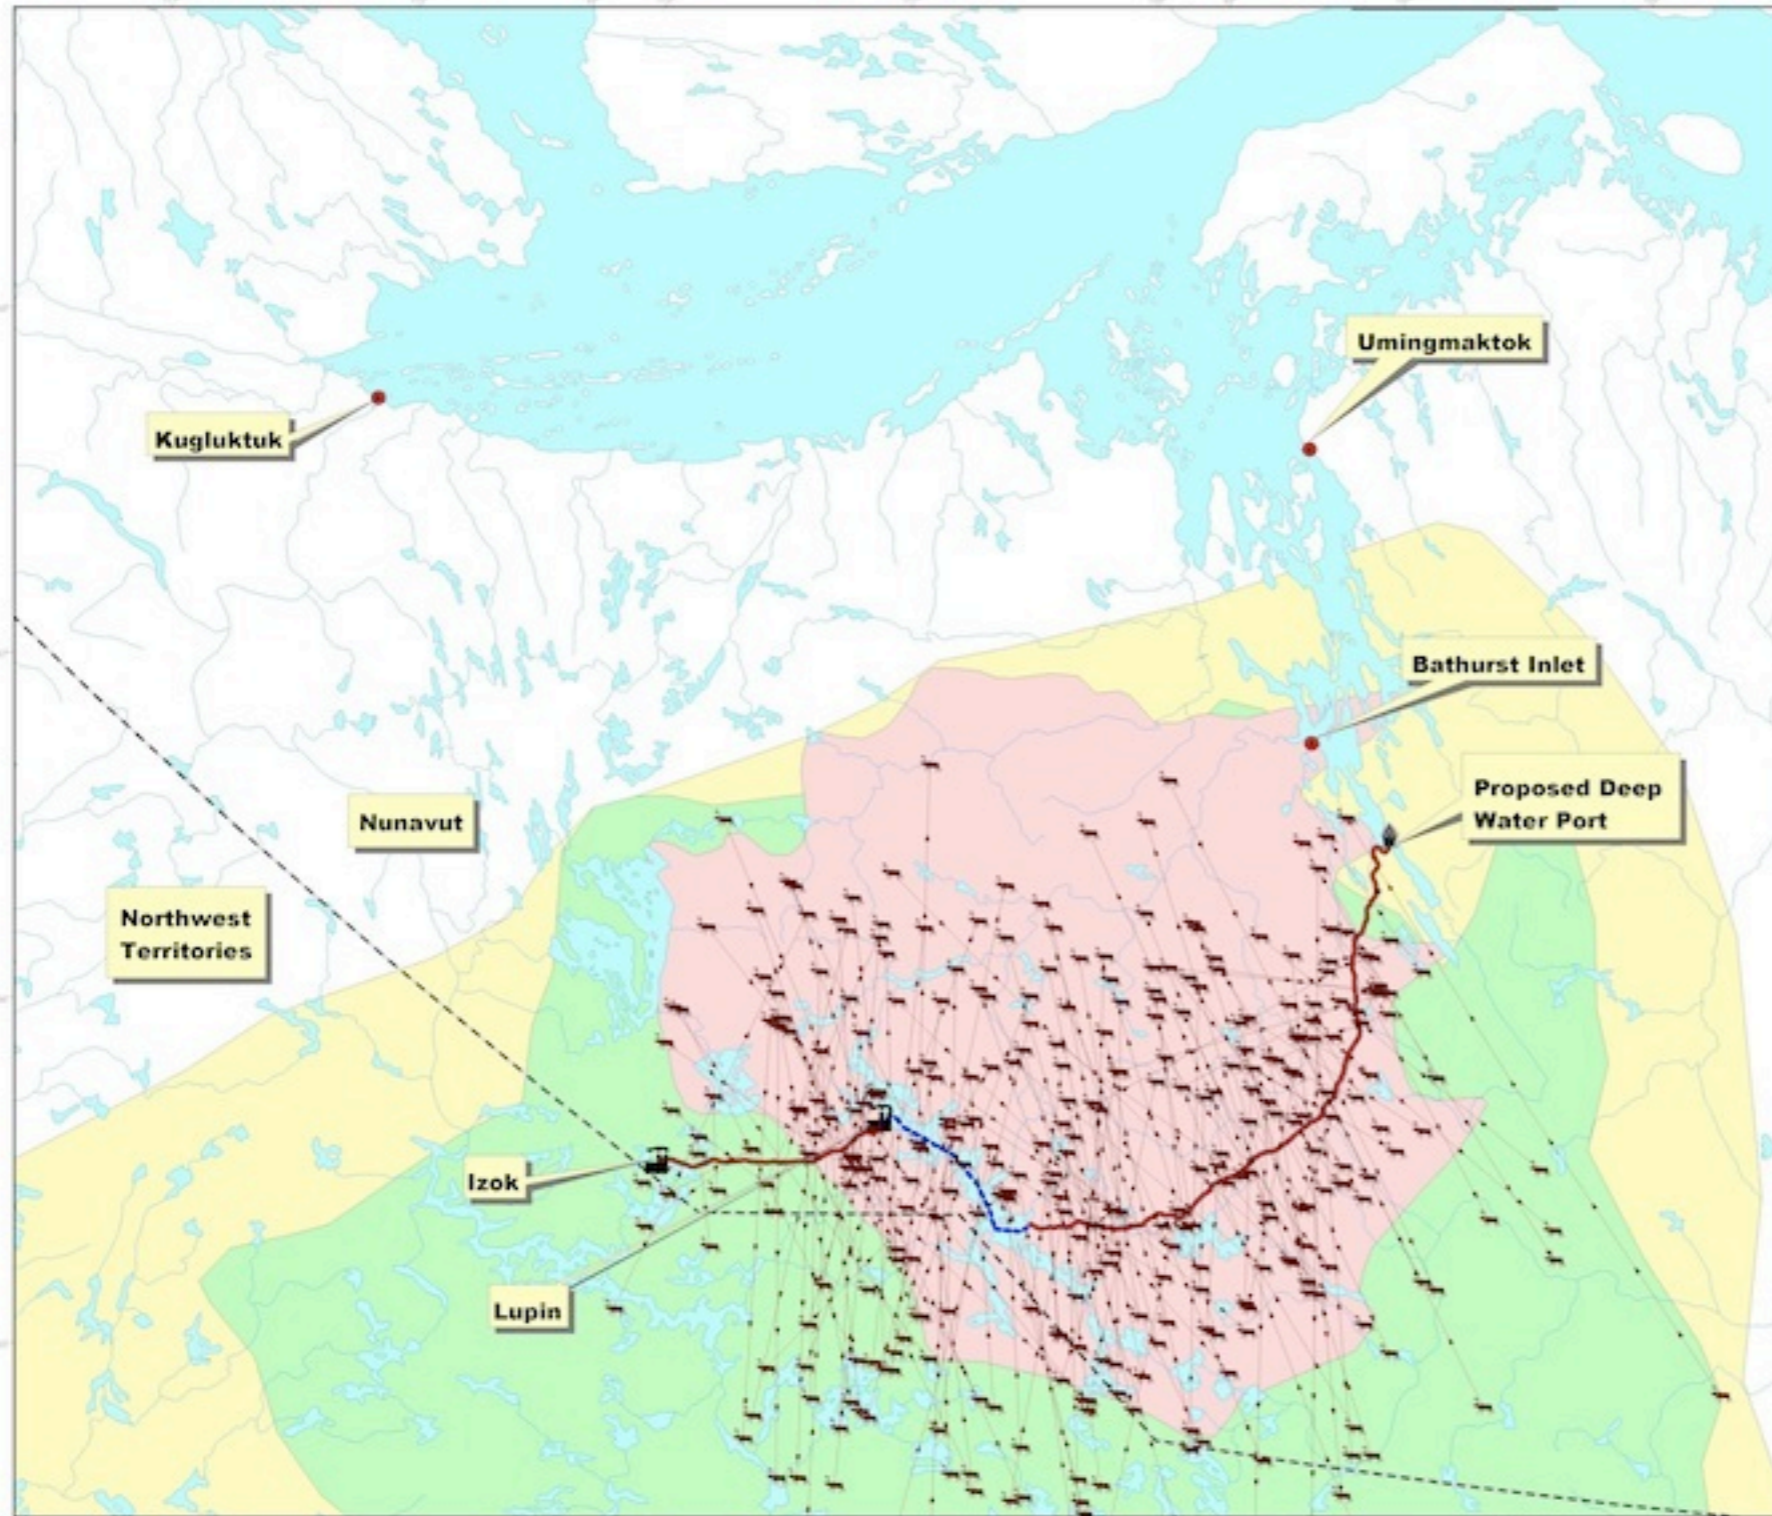 Umingmaktok
Kugluktuk
Bathurst Inlet
Proposed Deep
Water Port
Nunavut
Northwest
Territories
Izok
Lupin